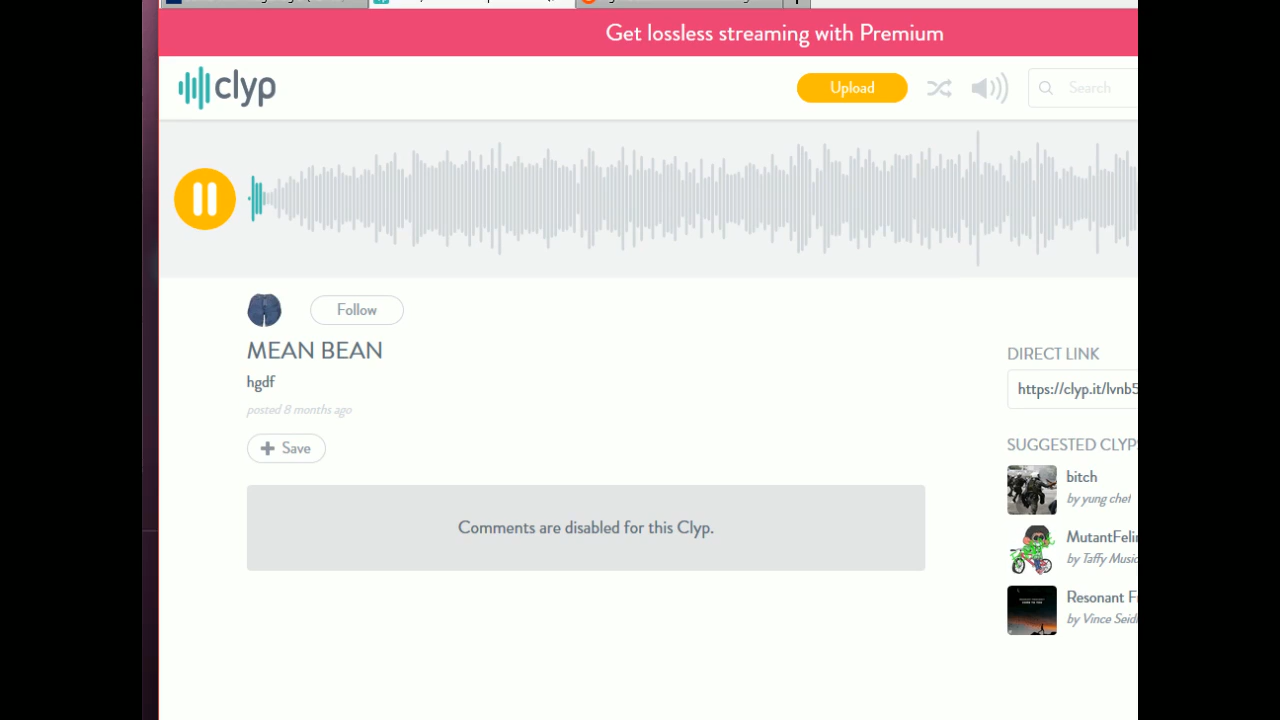 Get lossless streaming with Premium
clyp
Upload
Search
Follow
MEAN BEAN
hgdf
posted 8 months ago
DIRECT LINK
https://clyp.it/lvnb5
Save
SUGGESTED CLYPS
bitch
by yung chef
Comments are disabled for this Clyp.
MutantFeli
by Taffy Music
Resonant F
by Vince Seid